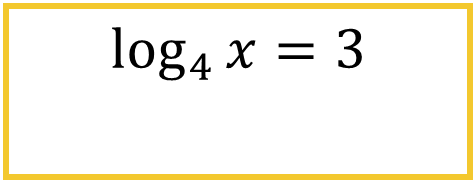 log₄ x = 3